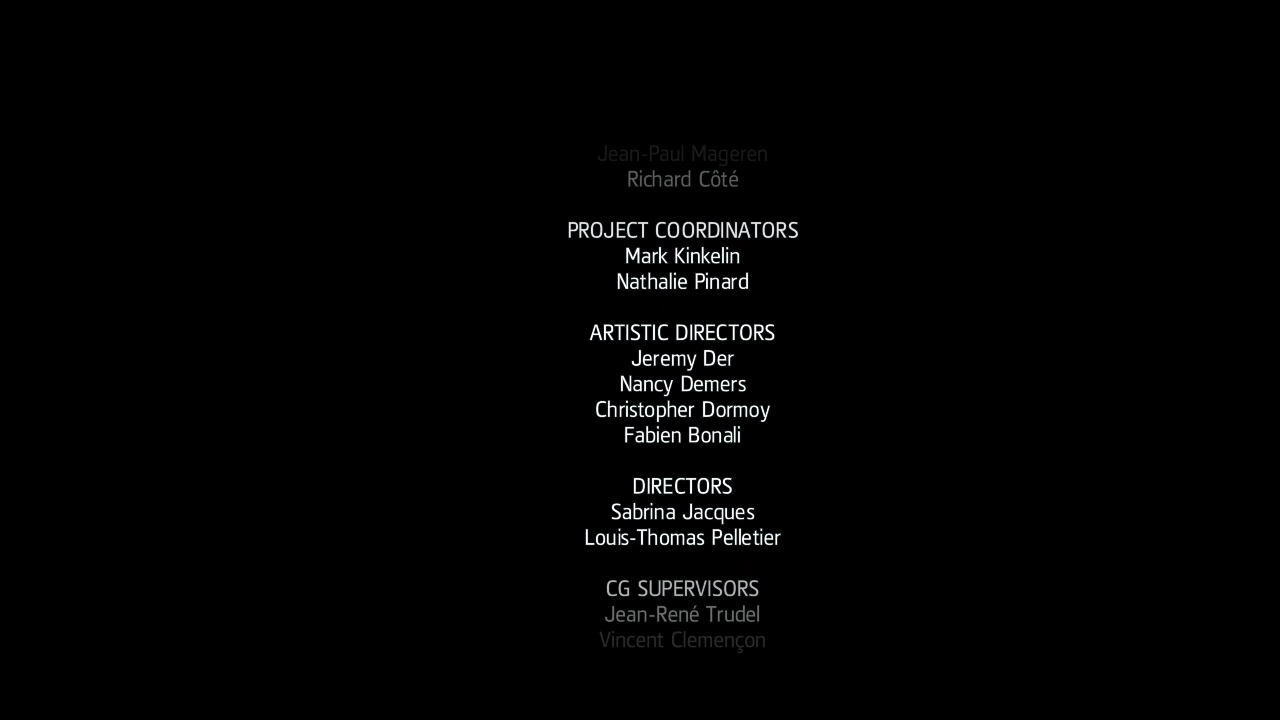 Jean-Paul Mageren
Richard Côté
PROJECT COORDINATORS
Mark Kinkelin
Nathalie Pinard
ARTISTIC DIRECTORS
Jeremy Der
Nancy Demers
Christopher Dormoy
Fabien Bonali
DIRECTORS
Sabrina Jacques
Louis-Thomas Pelletier
CG SUPERVISORS
Jean-René Trudel
Vincent Clemençon